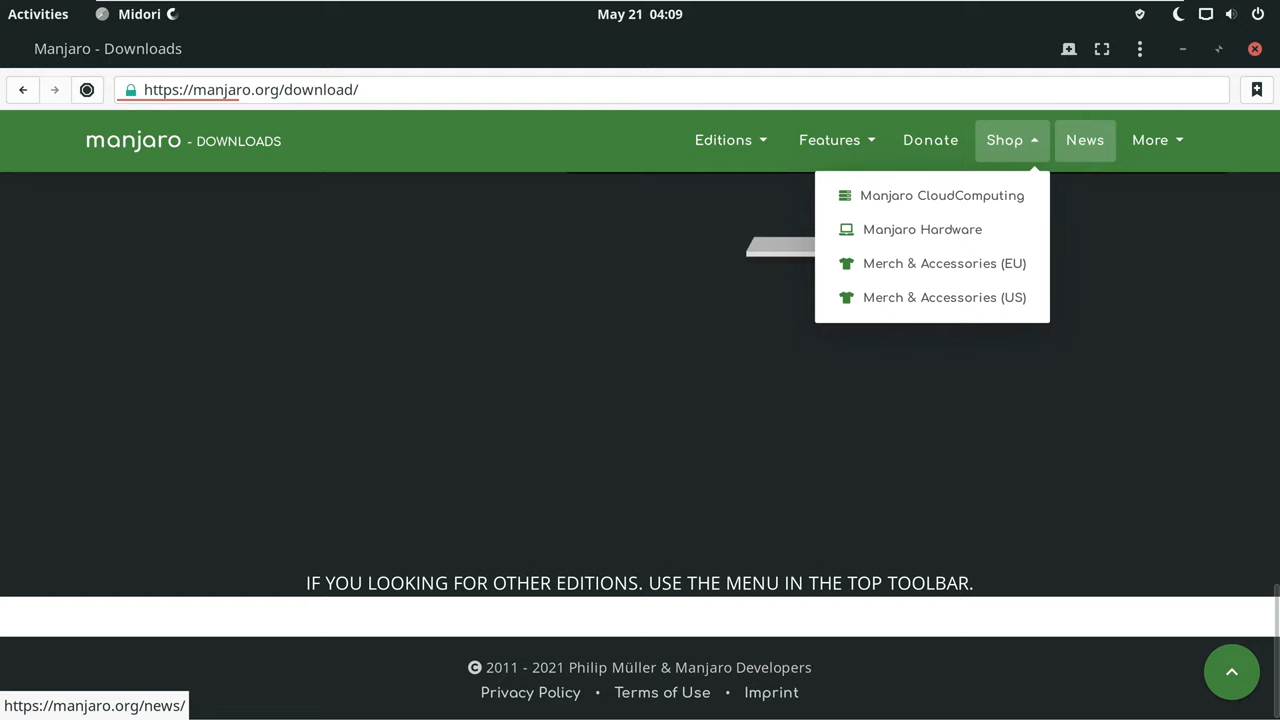 Activities Midori May 21 04:09
Manjaro - Downloads
https://manjaro.org/download/
manjaro - DOWNLOADS Editions Features Donate Shop News More
Manjaro CloudComputing
Manjaro Hardware
Merch & Accessories (EU)
Merch & Accessories (US)
IF YOU LOOKING FOR OTHER EDITIONS. USE THE MENU IN THE TOP TOOLBAR.
© 2011 - 2021 Philip Müller & Manjaro Developers
Privacy Policy • Terms of Use • Imprint
https://manjaro.org/news/